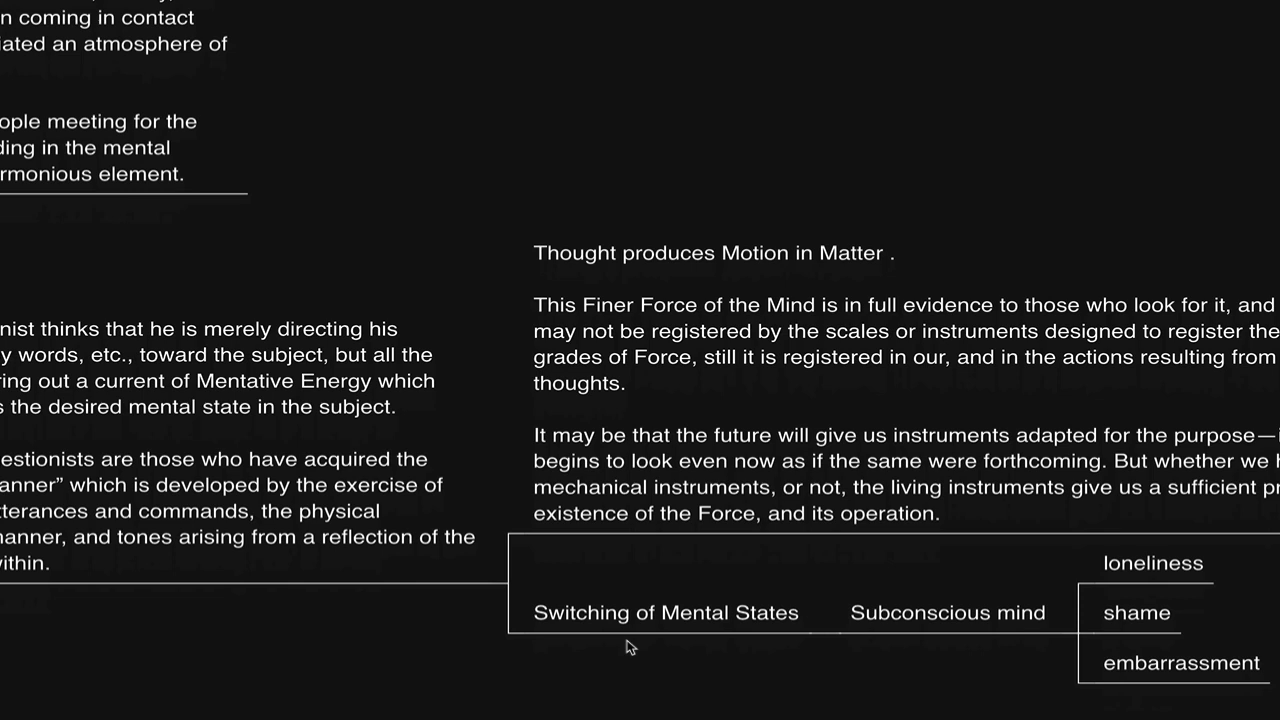 n coming in contact
iated an atmosphere of
ople meeting for the
ding in the mental
rmonious element.
nist thinks that he is merely directing his
y words, etc., toward the subject, but all the
ring out a current of Mentative Energy which
s the desired mental state in the subject.
estionists are those who have acquired the
anner” which is developed by the exercise of
tterances and commands, the physical
nanner, and tones arising from a reflection of the
vithin.
Thought produces Motion in Matter .
This Finer Force of the Mind is in full evidence to those who look for it, and
may not be registered by the scales or instruments designed to register the
grades of Force, still it is registered in our, and in the actions resulting from
thoughts.
It may be that the future will give us instruments adapted for the purpose—i
begins to look even now as if the same were forthcoming. But whether we h
mechanical instruments, or not, the living instruments give us a sufficient pr
existence of the Force, and its operation.
Switching of Mental States
Subconscious mind
loneliness
shame
embarrassment